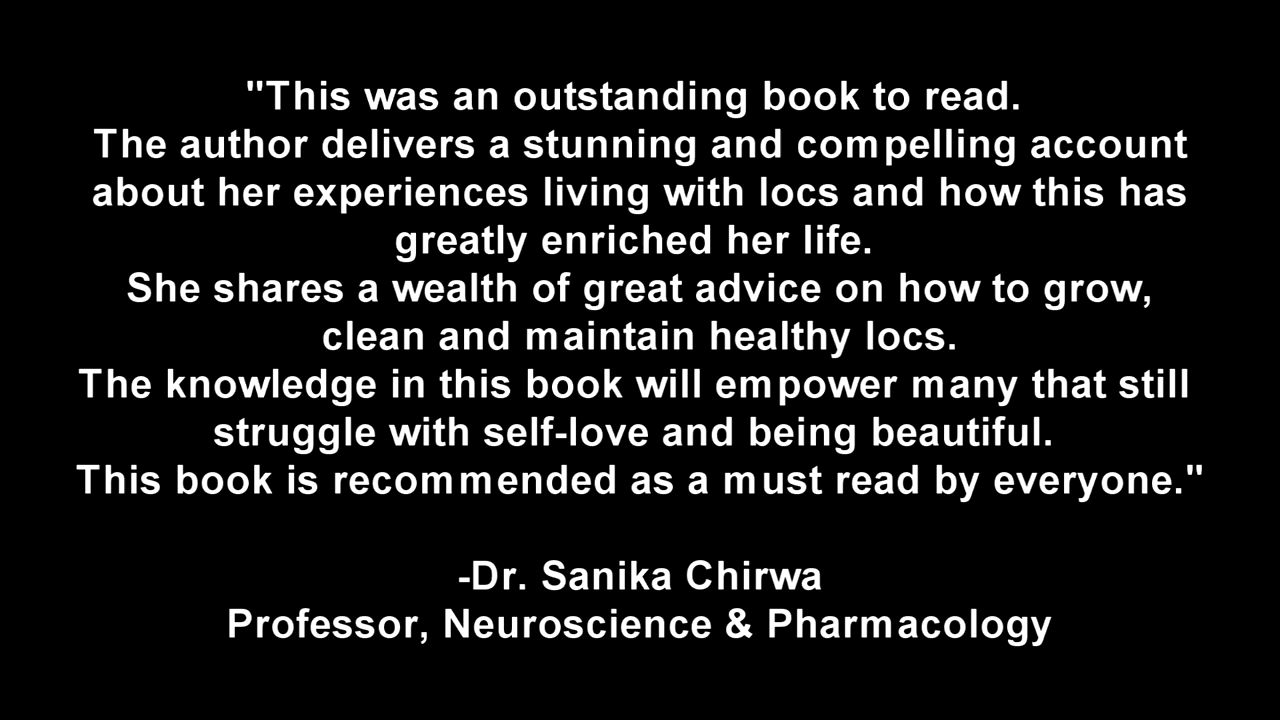 "This was an outstanding book to read.
The author delivers a stunning and compelling account
about her experiences living with locs and how this has
greatly enriched her life.
She shares a wealth of great advice on how to grow,
clean and maintain healthy locs.
The knowledge in this book will empower many that still
struggle with self-love and being beautiful.
This book is recommended as a must read by everyone."
-Dr. Sanika Chirwa
Professor, Neuroscience & Pharmacology